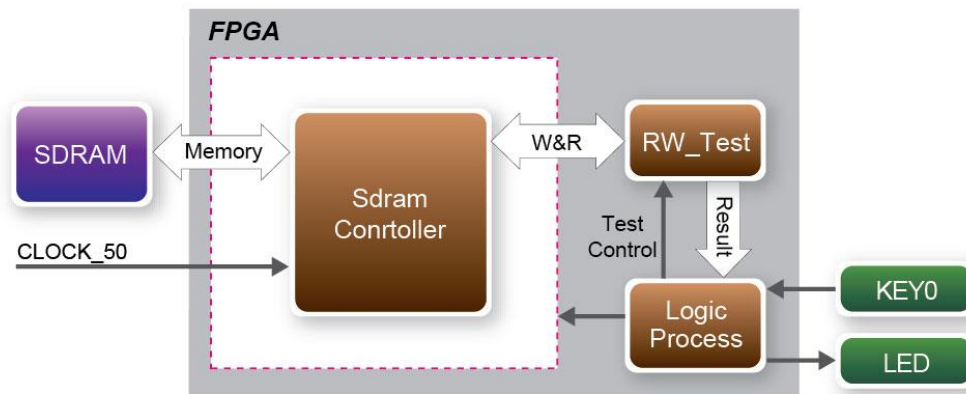 FPGA
SDRAM
Memory
Sdram
Conrtoller
W&R
RW_Test
CLOCK_50
Test
Control
Result
Logic
Process
KEY0
LED